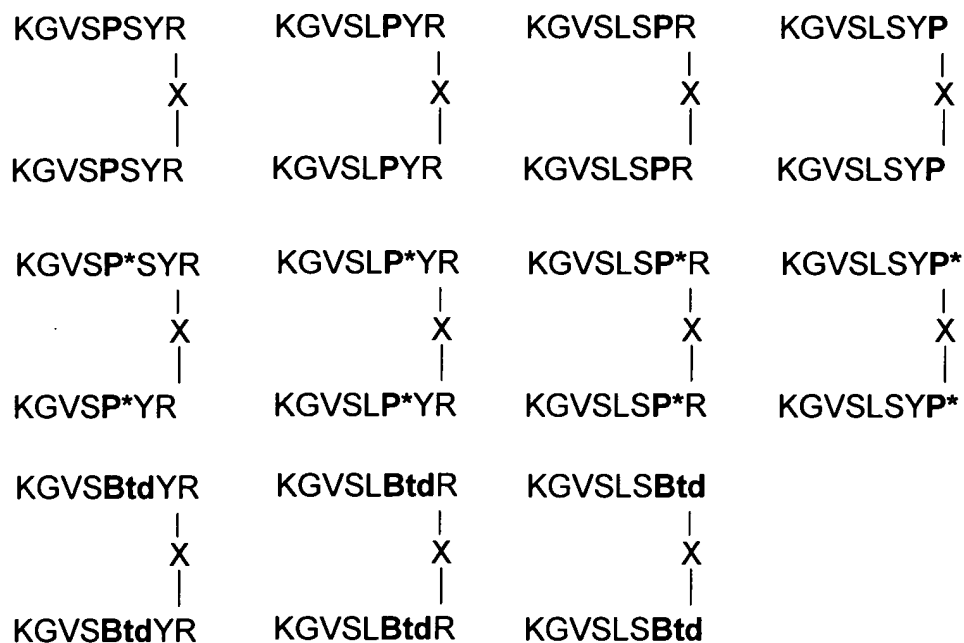 KGVSPSYR KGVSLPYR KGVSLSPR KGVSLSYP
X X X X
KGVSPSYR KGVSLPYR KGVSLSPR KGVSLSYP
KGVSP*SYR KGVSLP*YR KGVSLSP*R KGVSLSYP*
X X X X
KGVSP*YR KGVSLP*YR KGVSLSP*R KGVSLSYP*
KGVSBtdYR KGVSLBtdR KGVSLSBtd
X X X
KGVSBtdYR KGVSLBtdR KGVSLSBtd